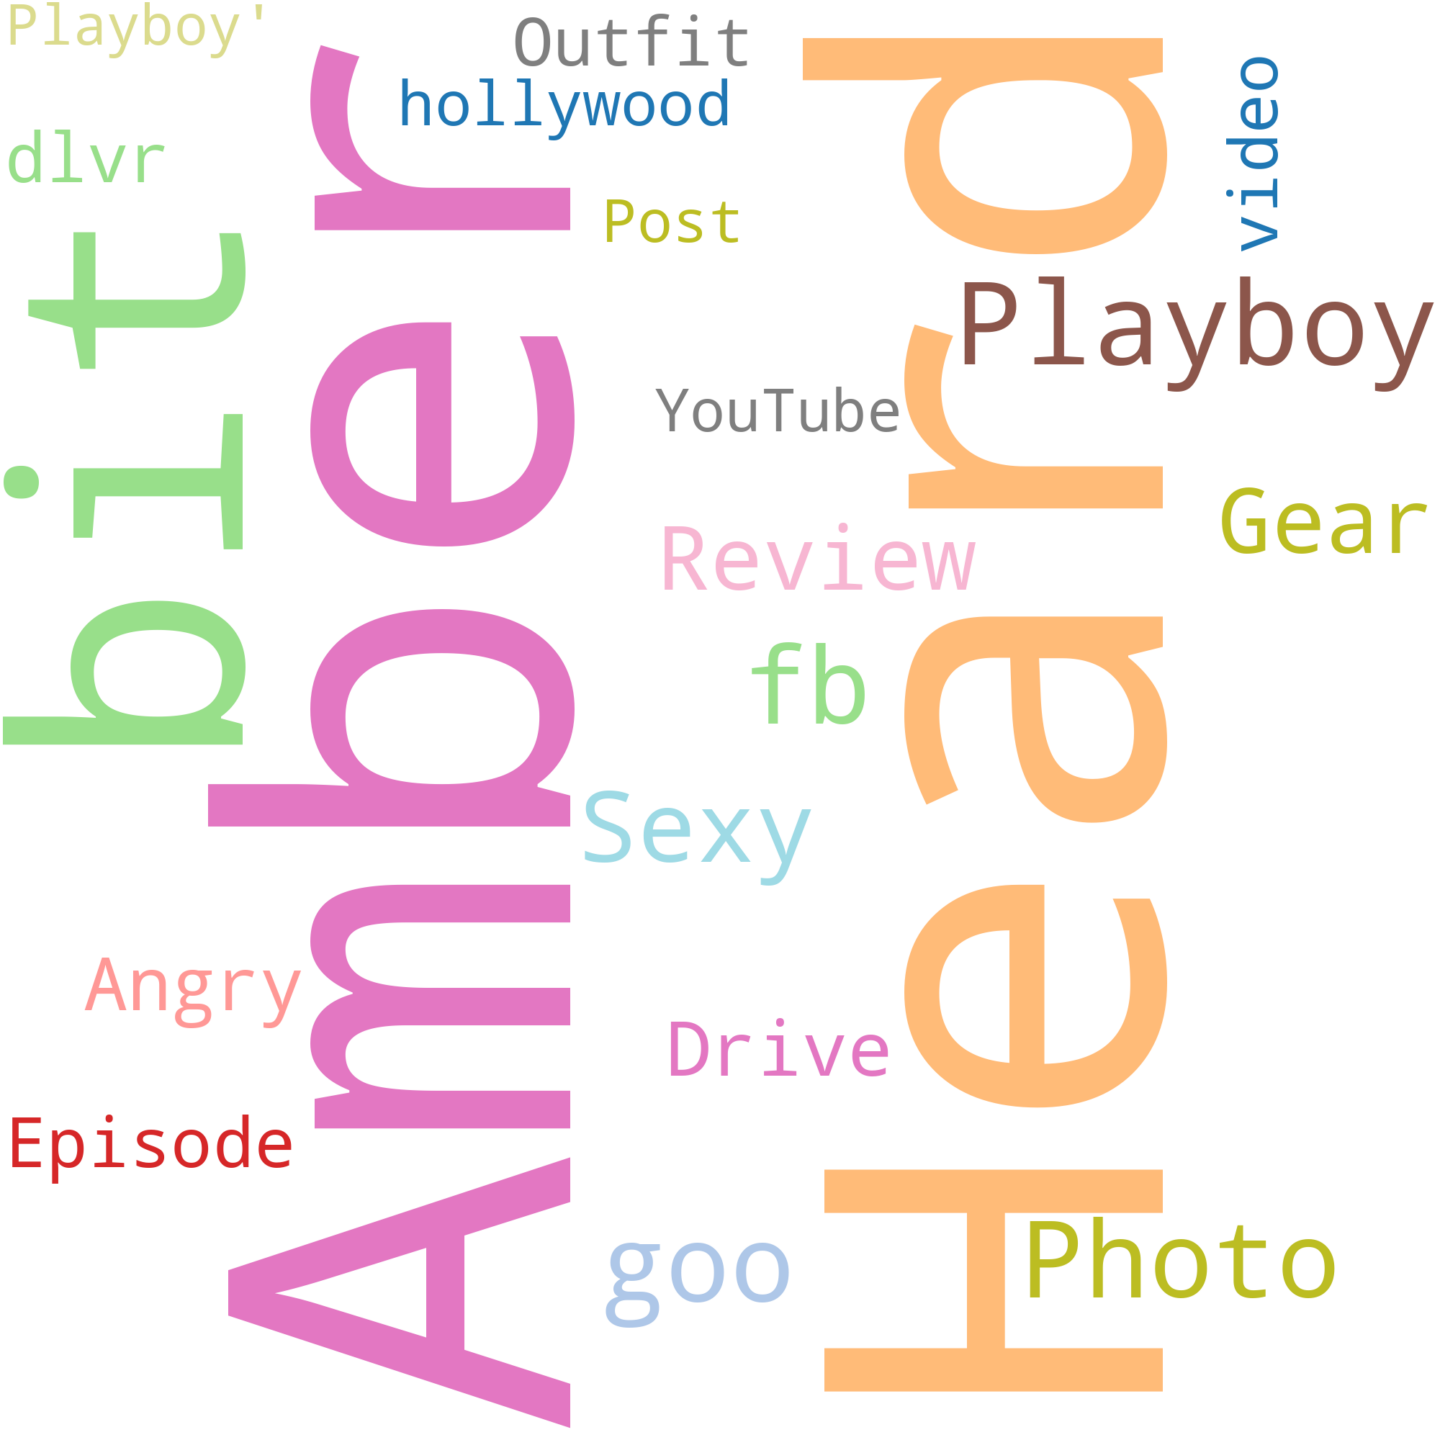 Playboy'
Outfit
hollywood
dlvr
Post
video
bit
Amber
Heard
Playboy
YouTube
Gear
Review
fb
Sexy
Angry
Drive
Episode
goo
Photo